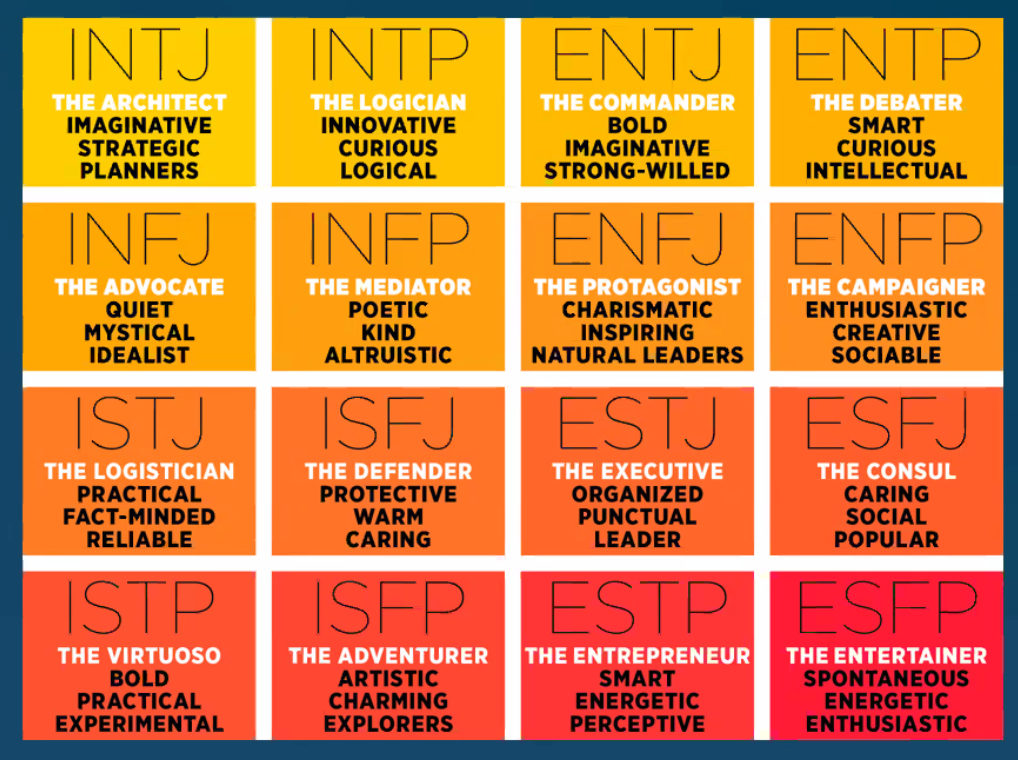 INTJ
THE ARCHITECT
IMAGINATIVE
STRATEGIC
PLANNERS
INTP
THE LOGICIAN
INNOVATIVE
CURIOUS
LOGICAL
ENTJ
THE COMMANDER
BOLD
IMAGINATIVE
STRONG-WILLED
ENTP
THE DEBATER
SMART
CURIOUS
INTELLECTUAL
INFJ
THE ADVOCATE
QUIET
MYSTICAL
IDEALIST
INFP
THE MEDIATOR
POETIC
KIND
ALTRUISTIC
ENFJ
THE PROTAGONIST
CHARISMATIC
INSPIRING
NATURAL LEADERS
ENFP
THE CAMPAIGNER
ENTHUSIASTIC
CREATIVE
SOCIABLE
ISTJ
THE LOGISTICIAN
PRACTICAL
FACT-MINDED
RELIABLE
ISFJ
THE DEFENDER
PROTECTIVE
WARM
CARING
ESTJ
THE EXECUTIVE
ORGANIZED
PUNCTUAL
LEADER
ESFJ
THE CONSUL
CARING
SOCIAL
POPULAR
ISTP
THE VIRTUOSO
BOLD
PRACTICAL
EXPERIMENTAL
ISFP
THE ADVENTURER
ARTISTIC
CHARMING
EXPLORERS
ESTP
THE ENTREPRENEUR
SMART
ENERGETIC
PERCEPTIVE
ESFP
THE ENTERTAINER
SPONTANEOUS
ENERGETIC
ENTHUSIASTIC